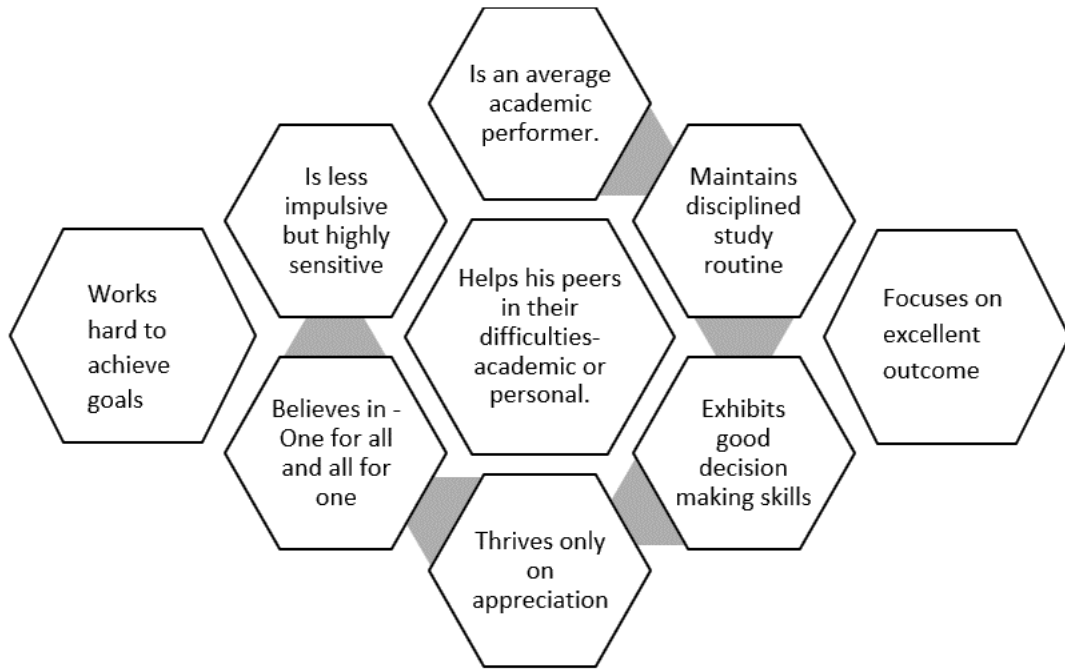 Is an average
academic
performer.
Is less
impulsive
but highly
sensitive
Maintains
disciplined
study
routine
Works
hard to
achieve
goals
Helps his peers
in their
difficulties-
academic or
personal.
Focuses on
excellent
outcome
Believes in -
One for all
and all for
one
Exhibits
good
decision
making skills
Thrives only
on
appreciation